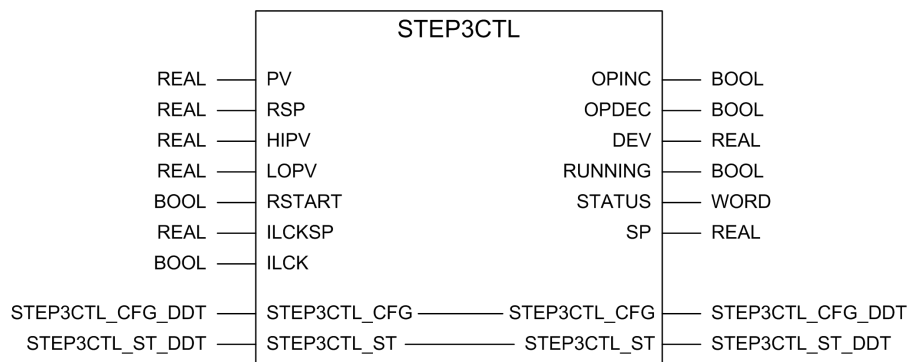 STEP3CTL
REAL PV OPINC BOOL
REAL RSP OPDEC BOOL
REAL HIPV DEV REAL
REAL LOPV RUNNING BOOL
BOOL RSTART STATUS WORD
REAL ILCKSP SP REAL
BOOL ILCK
STEP3CTL_CFG_DDT STEP3CTL_CFG STEP3CTL_CFG STEP3CTL_CFG_DDT
STEP3CTL_ST_DDT STEP3CTL_ST STEP3CTL_ST STEP3CTL_ST_DDT